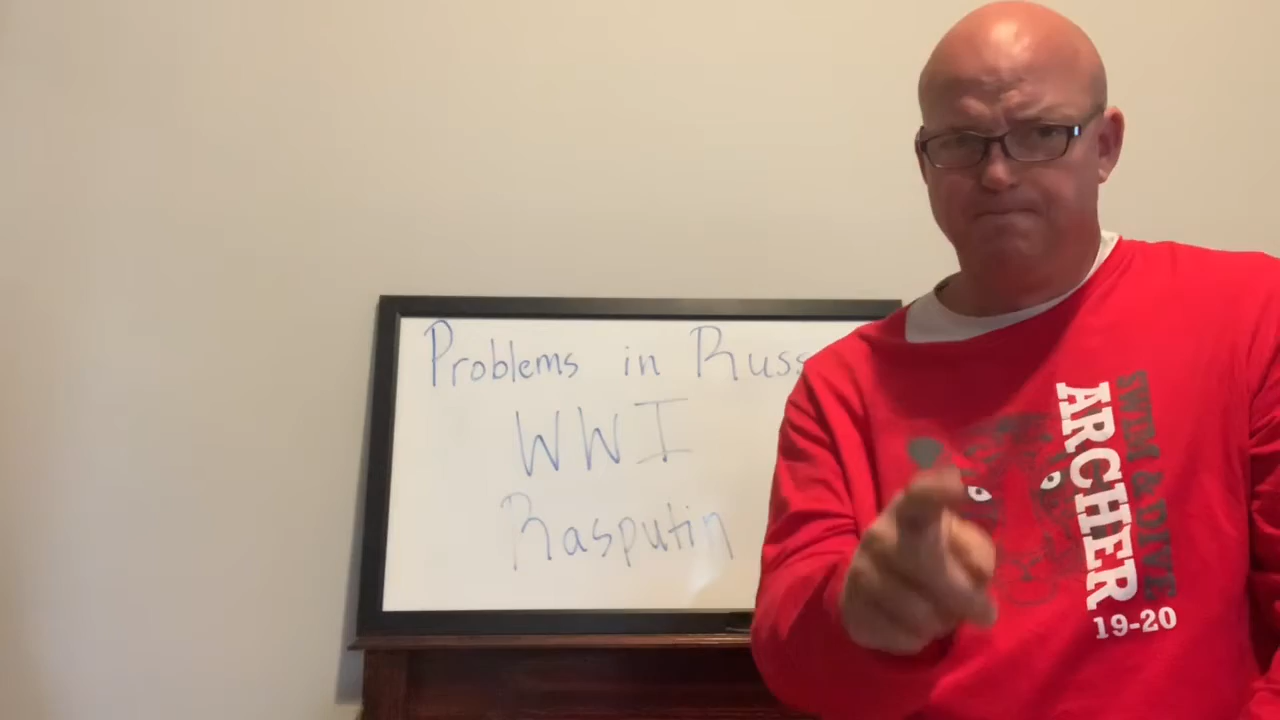 Problems in Russ
WWI
Rasputin
SWIM & DIVE
ARCHER
19-20